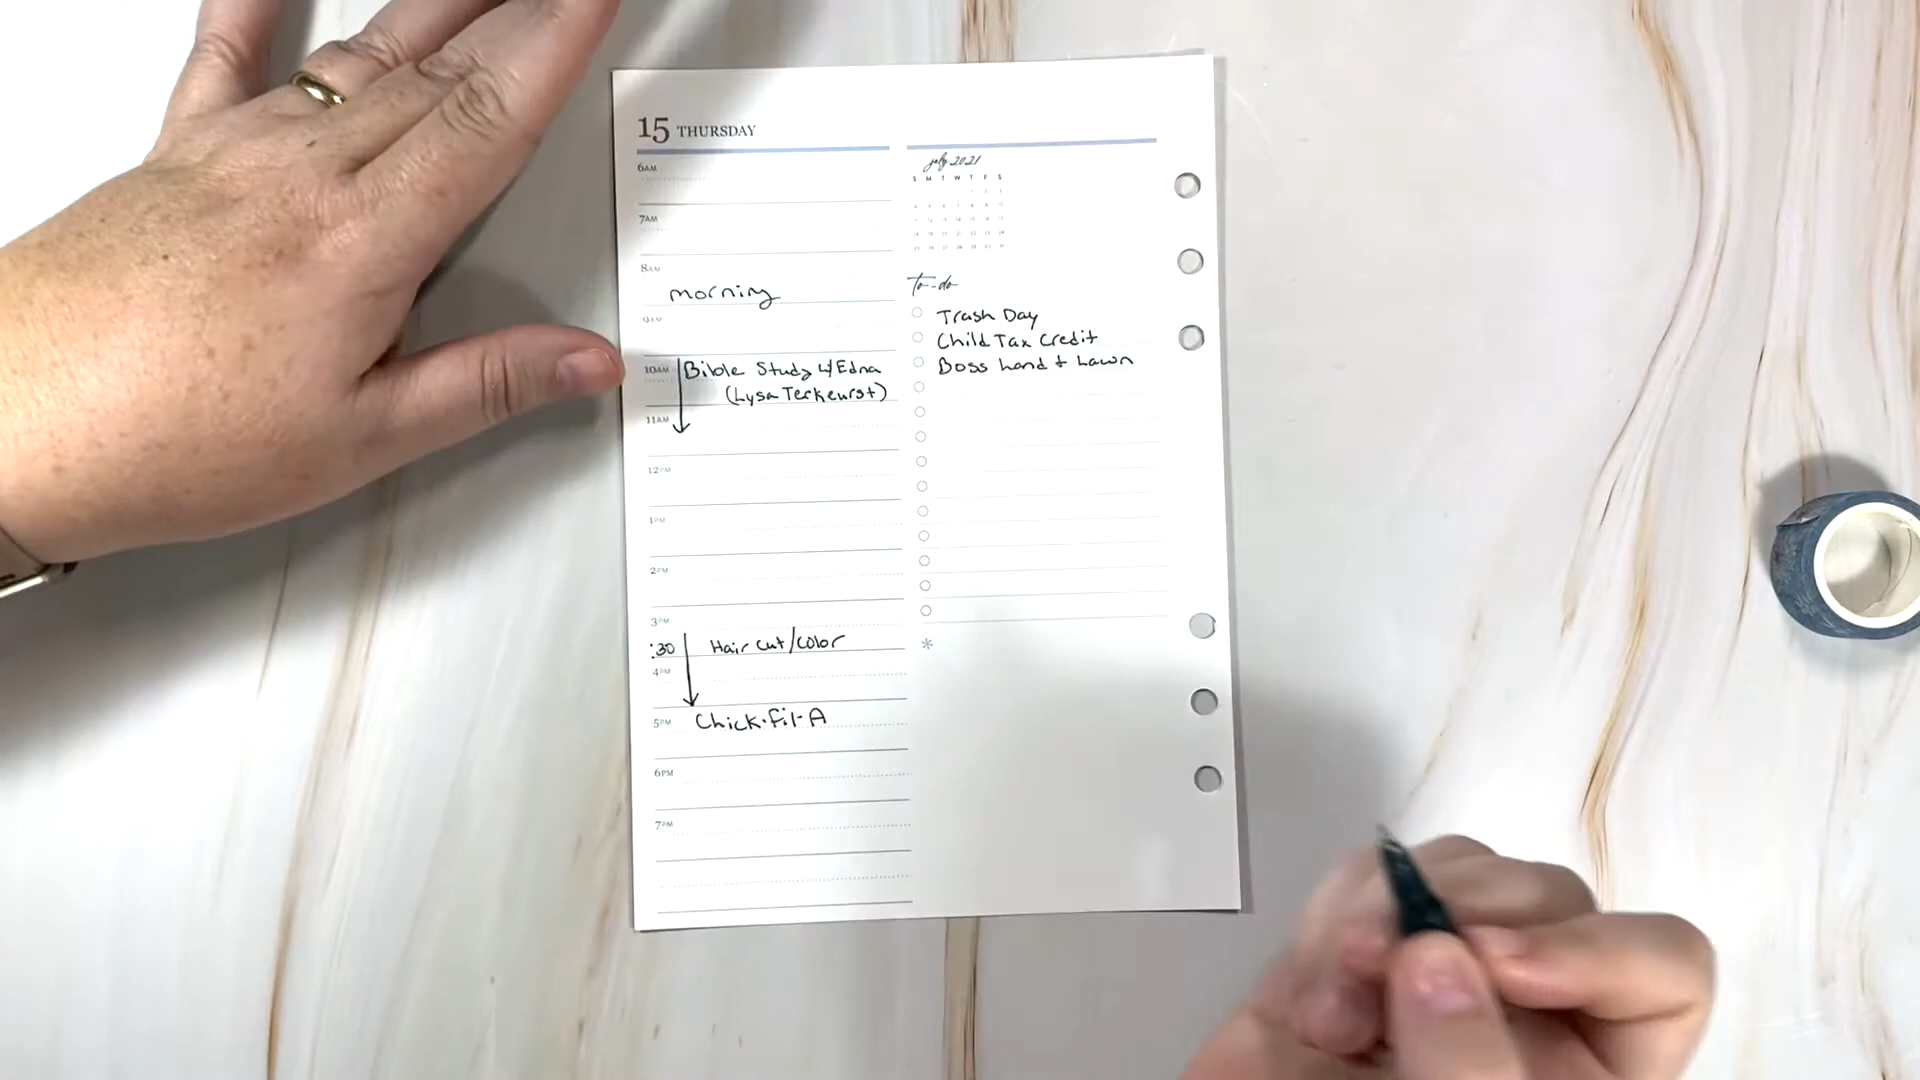 15 THURSDAY
6AM
7AM
8AM
morning
9AM
10AM Bible Study w/Edna
(Lysa Terkeurst)
11AM
12PM
1PM
2PM
3PM
:30 Hair cut/color
4PM
5PM Chick-fil-A
6PM
7PM
july 2021
S M T W T F S
to-do
Trash Day
Child Tax Credit
Boss Land + Lawn
*